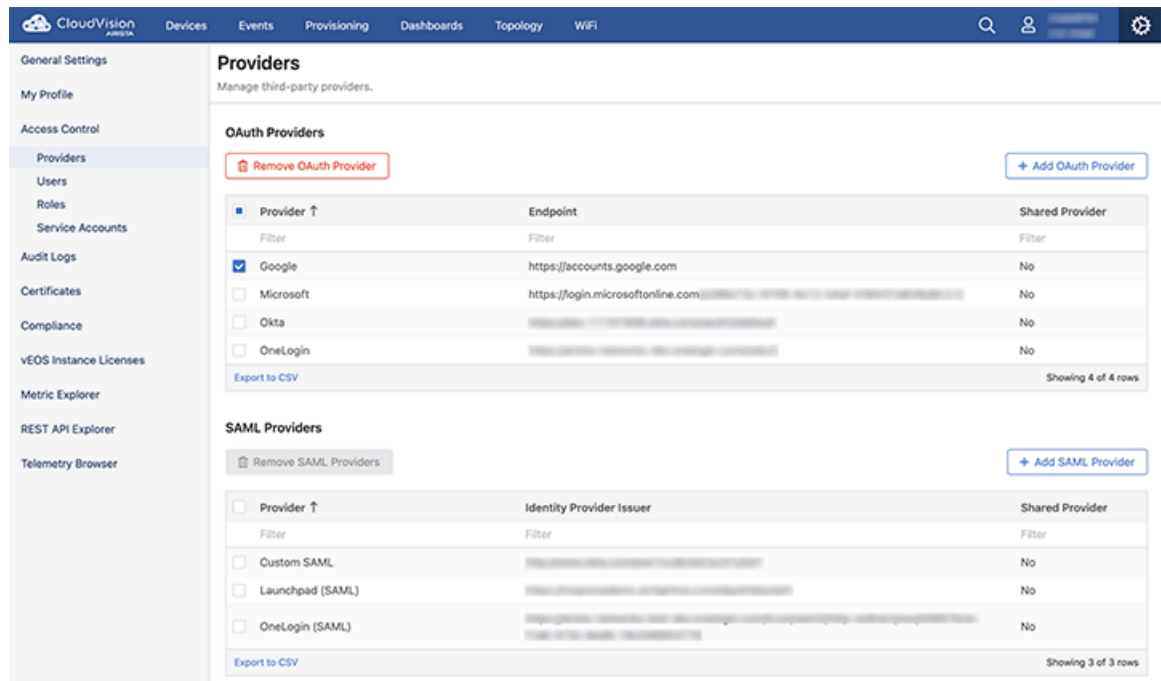 CloudVision
ARISTA
Devices
Events
Provisioning
Dashboards
Topology
WiFi
General Settings
My Profile
Access Control
Providers
Users
Roles
Service Accounts
Audit Logs
Certificates
Compliance
vEOS Instance Licenses
Metric Explorer
REST API Explorer
Telemetry Browser
Providers
Manage third-party providers.
OAuth Providers
Remove OAuth Provider
+ Add OAuth Provider
Provider ↑ Endpoint Shared Provider
Filter Filter Filter
Google https://accounts.google.com No
Microsoft https://login.microsoftonline.com No
Okta No
OneLogin No
Export to CSV Showing 4 of 4 rows
SAML Providers
Remove SAML Providers
+ Add SAML Provider
Provider ↑ Identity Provider Issuer Shared Provider
Filter Filter Filter
Custom SAML No
Launchpad (SAML) No
OneLogin (SAML) No
Export to CSV Showing 3 of 3 rows